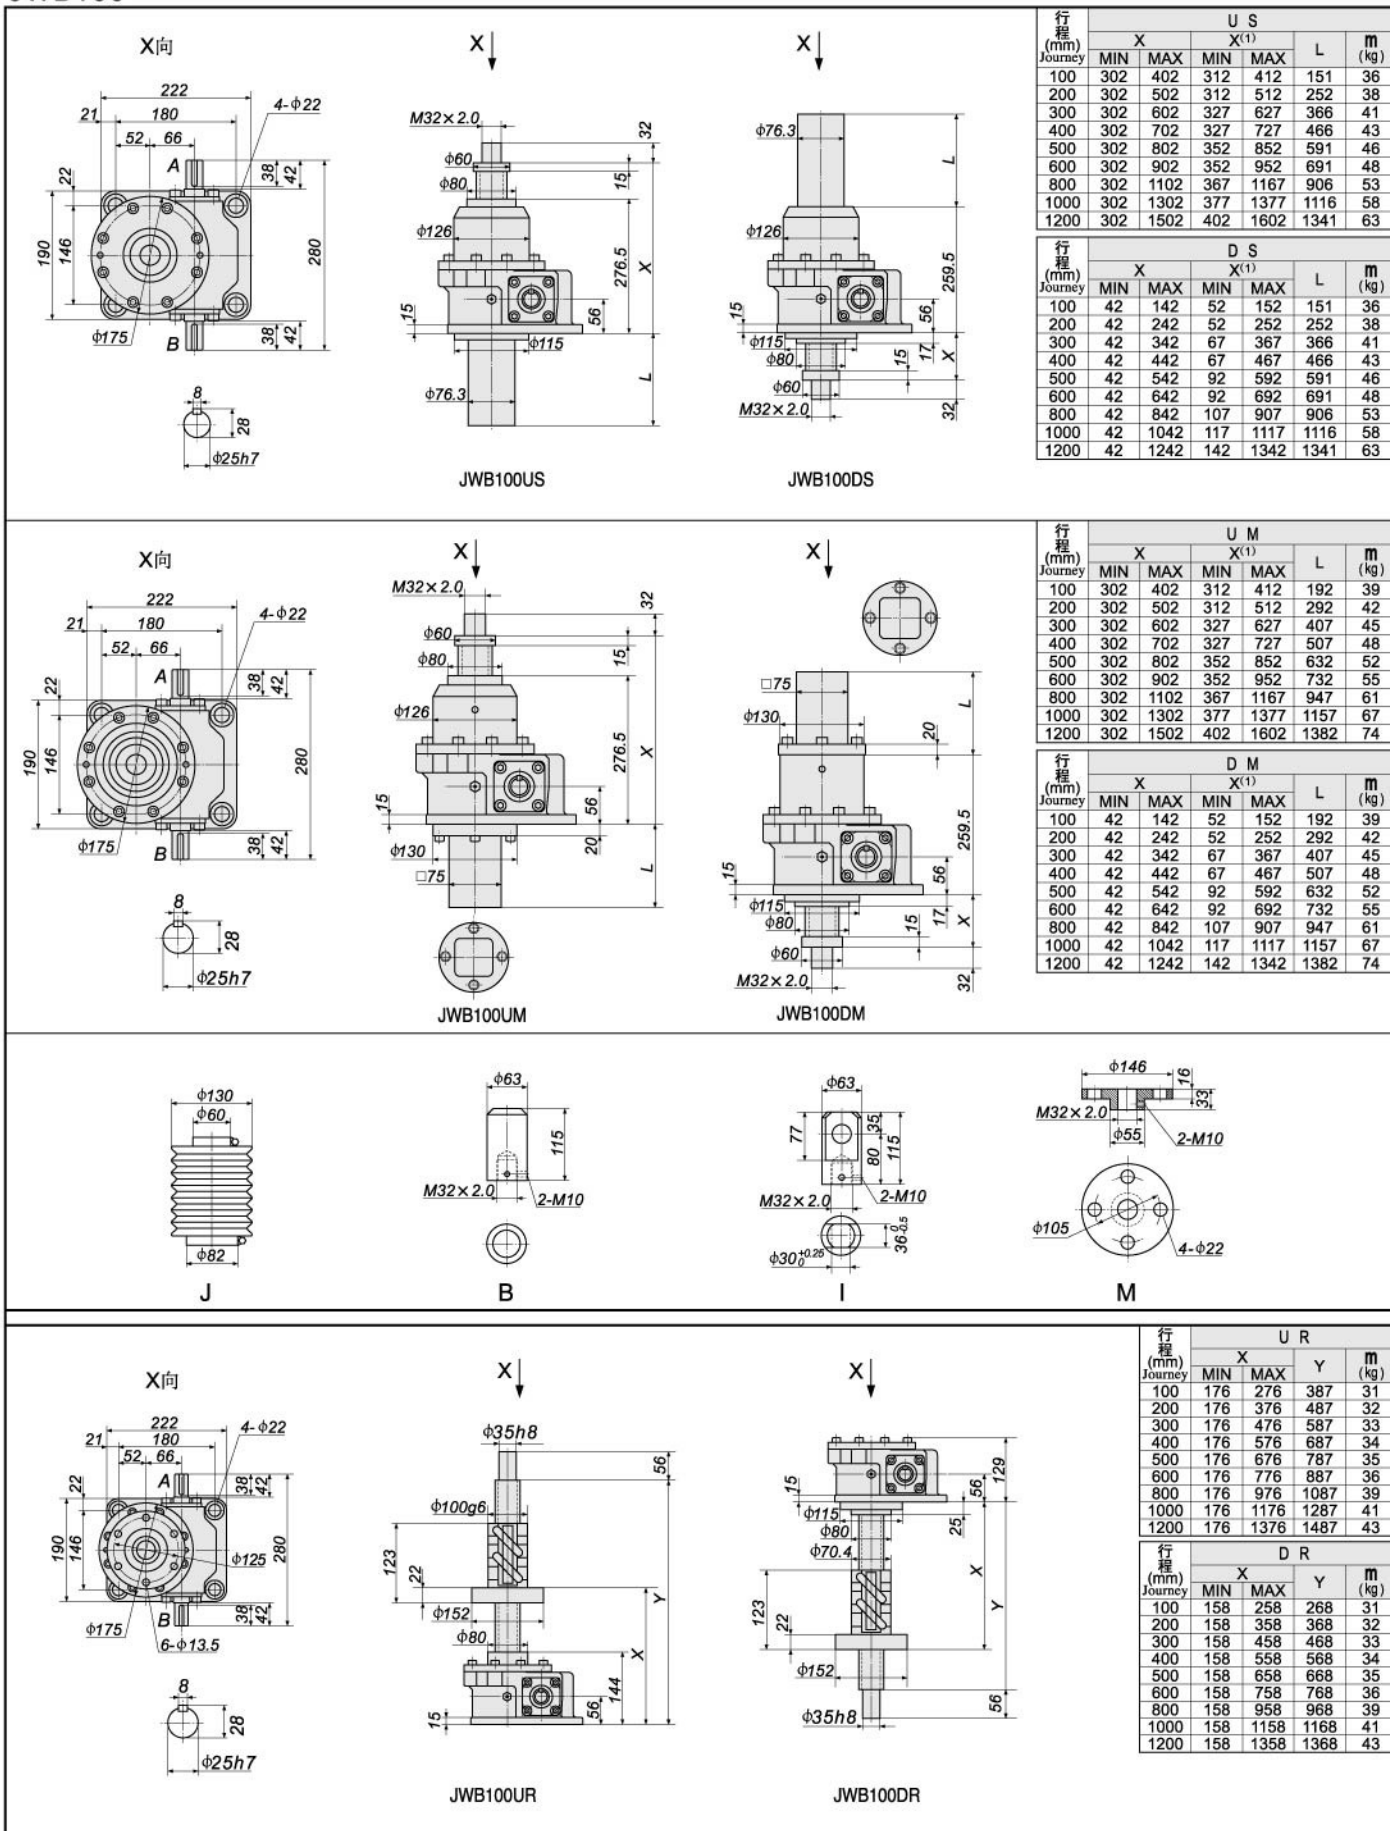 X向
222
21
180
4-ϕ22
52
66
A
38
42
22
190
146
280
ϕ175
B
38
42
8
28
ϕ25h7
X
M32×2.0
32
ϕ60
15
ϕ80
ϕ126
276.5
X
15
56
ϕ115
ϕ76.3
L
JWB100US
X
ϕ76.3
L
ϕ126
259.5
15
56
ϕ115
17
ϕ80
15
X
ϕ60
M32×2.0
32
JWB100DS
行程(mm) Journey U S
X X(1) L m(kg)
MIN MAX MIN MAX
100 302 402 312 412 151 36
200 302 502 312 512 252 38
300 302 602 327 627 366 41
400 302 702 327 727 466 43
500 302 802 352 852 591 46
600 302 902 352 952 691 48
800 302 1102 367 1167 906 53
1000 302 1302 377 1377 1116 58
1200 302 1502 402 1602 1341 63
行程(mm) Journey D S
X X(1) L m(kg)
MIN MAX MIN MAX
100 42 142 52 152 151 36
200 42 242 52 252 252 38
300 42 342 67 367 366 41
400 42 442 67 467 466 43
500 42 542 92 592 591 46
600 42 642 92 692 691 48
800 42 842 107 907 906 53
1000 42 1042 117 1117 1116 58
1200 42 1242 142 1342 1341 63
X向
222
21
180
4-ϕ22
52
66
A
38
42
22
190
146
280
ϕ175
B
38
42
8
28
ϕ25h7
X
M32×2.0
32
ϕ60
15
ϕ80
ϕ126
276.5
X
15
56
ϕ130
20
□75
L
JWB100UM
X
□75
L
ϕ130
20
259.5
15
56
ϕ115
17
ϕ80
15
X
ϕ60
M32×2.0
32
JWB100DM
行程(mm) Journey U M
X X(1) L m(kg)
MIN MAX MIN MAX
100 302 402 312 412 192 39
200 302 502 312 512 292 42
300 302 602 327 627 407 45
400 302 702 327 727 507 48
500 302 802 352 852 632 52
600 302 902 352 952 732 55
800 302 1102 367 1167 947 61
1000 302 1302 377 1377 1157 67
1200 302 1502 402 1602 1382 74
行程(mm) Journey D M
X X(1) L m(kg)
MIN MAX MIN MAX
100 42 142 52 152 192 39
200 42 242 52 252 292 42
300 42 342 67 367 407 45
400 42 442 67 467 507 48
500 42 542 92 592 632 52
600 42 642 92 692 732 55
800 42 842 107 907 947 61
1000 42 1042 117 1117 1157 67
1200 42 1242 142 1342 1382 74
ϕ130
ϕ60
ϕ82
J
ϕ63
115
M32×2.0
2-M10
B
ϕ63
77
35
80
115
M32×2.0
2-M10
36 0 -0.5
ϕ30 +0.25 0
I
ϕ146
16
33
M32×2.0
ϕ55
2-M10
ϕ105
4-ϕ22
M
X向
222
21
180
4-ϕ22
52
66
A
38
42
22
190
146
280
ϕ125
ϕ175
B
38
42
6-ϕ13.5
8
28
ϕ25h7
X
ϕ35h8
56
ϕ100g6
123
22
ϕ152
ϕ80
Y
X
144
56
15
JWB100UR
X
129
56
15
ϕ115
25
ϕ80
ϕ70.4
X
Y
123
22
ϕ152
56
ϕ35h8
JWB100DR
行程(mm) Journey U R
X Y m(kg)
MIN MAX
100 176 276 387 31
200 176 376 487 32
300 176 476 587 33
400 176 576 687 34
500 176 676 787 35
600 176 776 887 36
800 176 976 1087 39
1000 176 1176 1287 41
1200 176 1376 1487 43
行程(mm) Journey D R
X Y m(kg)
MIN MAX
100 158 258 268 31
200 158 358 368 32
300 158 458 468 33
400 158 558 568 34
500 158 658 668 35
600 158 758 768 36
800 158 958 968 39
1000 158 1158 1168 41
1200 158 1358 1368 43